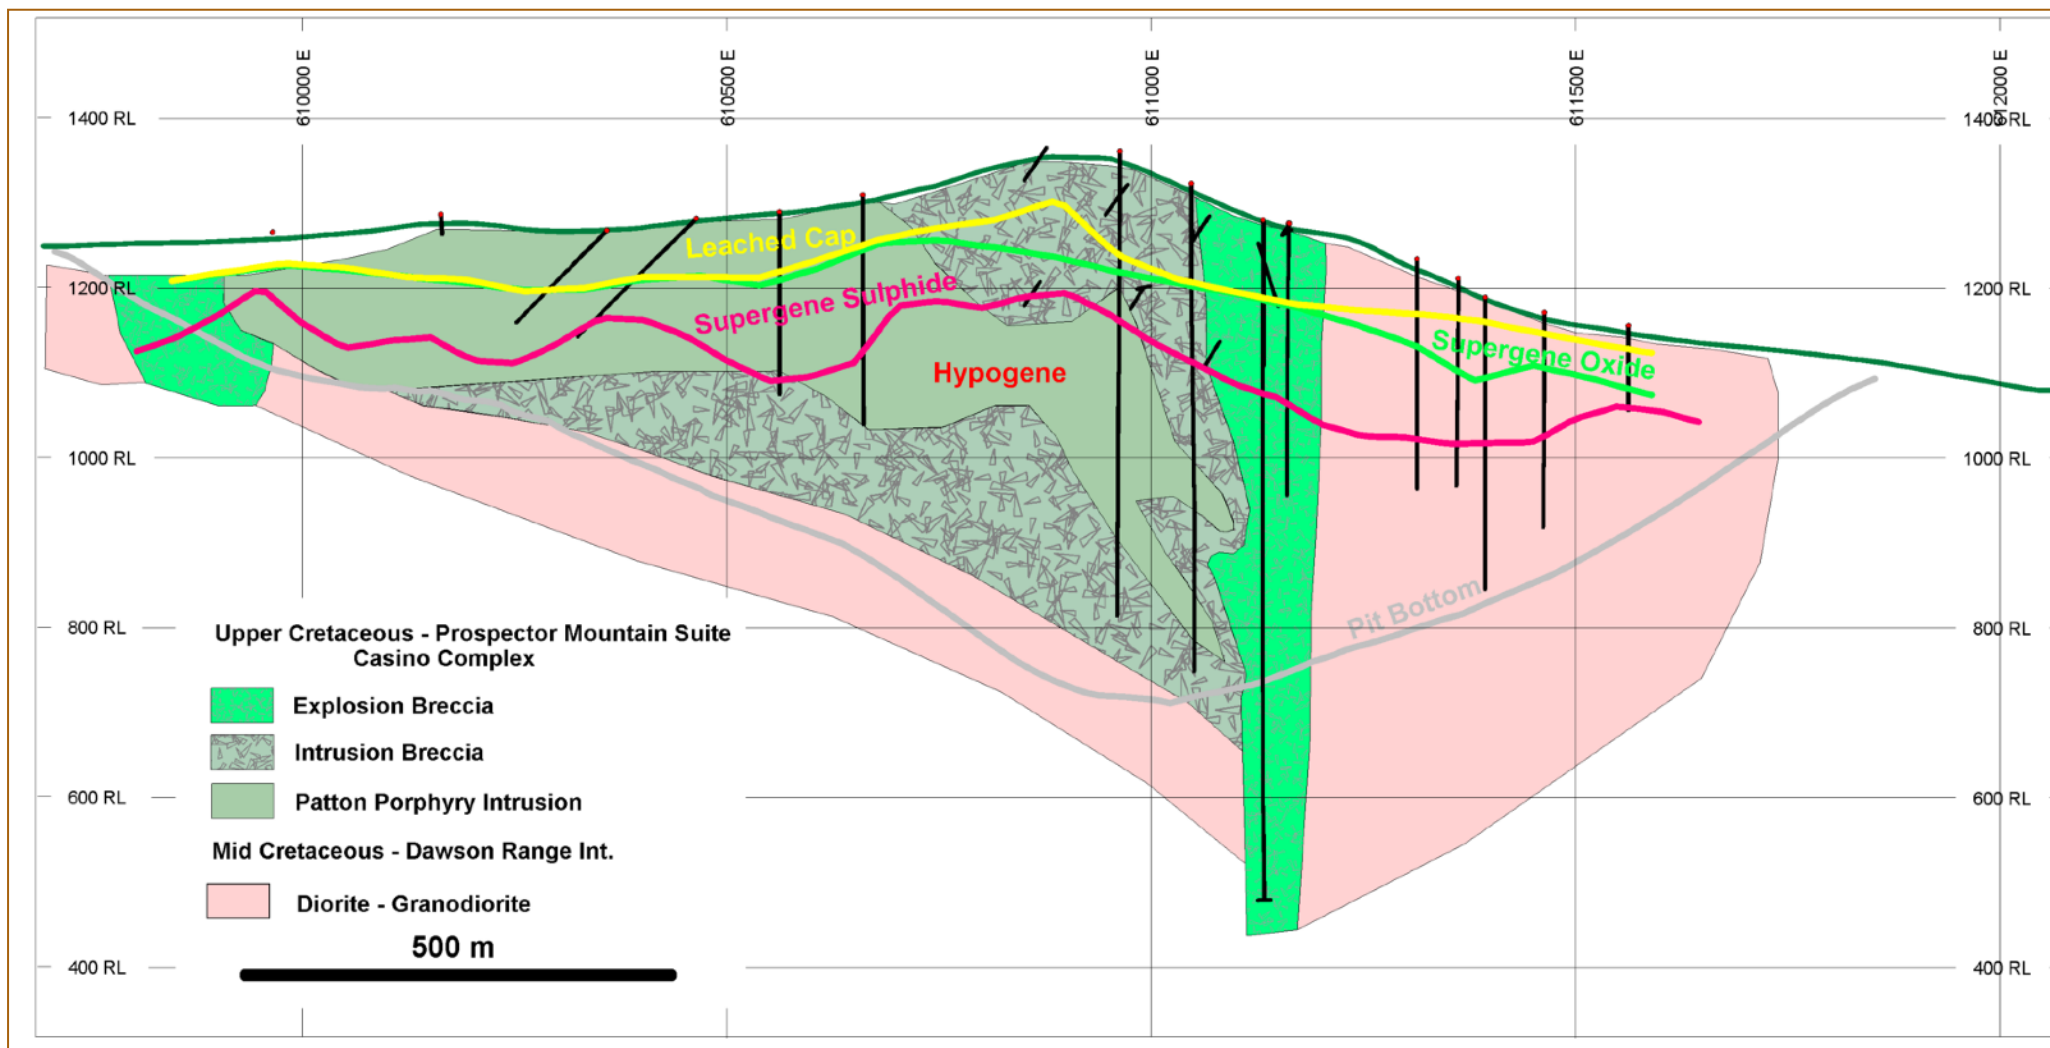 610000 E
610500 E
611000 E
611500 E
612000 E
1400 RL
1400 RL
1200 RL
1200 RL
1000 RL
1000 RL
800 RL
800 RL
600 RL
600 RL
400 RL
400 RL
Leached Cap
Supergene Sulphide
Hypogene
Supergene Oxide
Pit Bottom
Upper Cretaceous - Prospector Mountain Suite
Casino Complex
Explosion Breccia
Intrusion Breccia
Patton Porphyry Intrusion
Mid Cretaceous - Dawson Range Int.
Diorite - Granodiorite
500 m